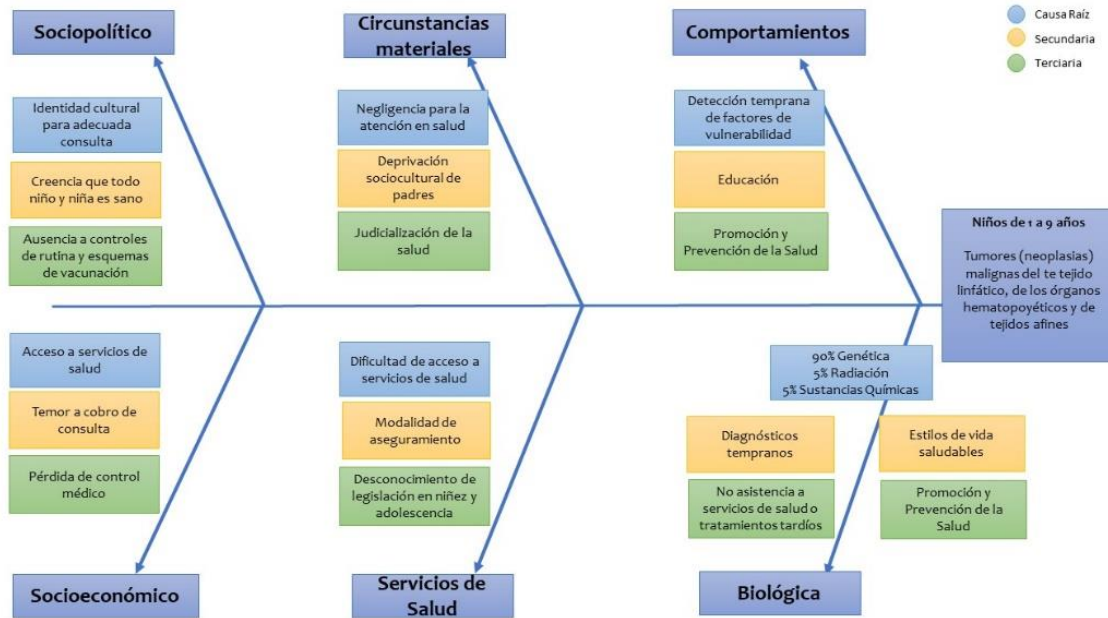 Sociopolítico
Circunstancias
materiales
Comportamientos
Causa Raíz
Secundaria
Terciaria
Identidad cultural
para adecuada
consulta
Creencia que todo
niño y niña es sano
Ausencia a controles
de rutina y esquemas
de vacunación
Negligencia para la
atención en salud
Deprivación
sociocultural de
padres
Judicialización de la
salud
Detección temprana
de factores de
vulnerabilidad
Educación
Promoción y
Prevención de la Salud
Niños de 1 a 9 años
Tumores (neoplasias)
malignas del te tejido
linfático, de los órganos
hematopoyéticos y de
tejidos afines
Acceso a servicios de
salud
Temor a cobro de
consulta
Pérdida de control
médico
Dificultad de acceso a
servicios de salud
Modalidad de
aseguramiento
Desconocimiento de
legislación en niñez y
adolescencia
90% Genética
5% Radiación
5% Sustancias Químicas
Diagnósticos
tempranos
Estilos de vida
saludables
No asistencia a
servicios de salud o
tratamientos tardíos
Promoción y
Prevención de la
Salud
Socioeconómico
Servicios de
Salud
Biológica